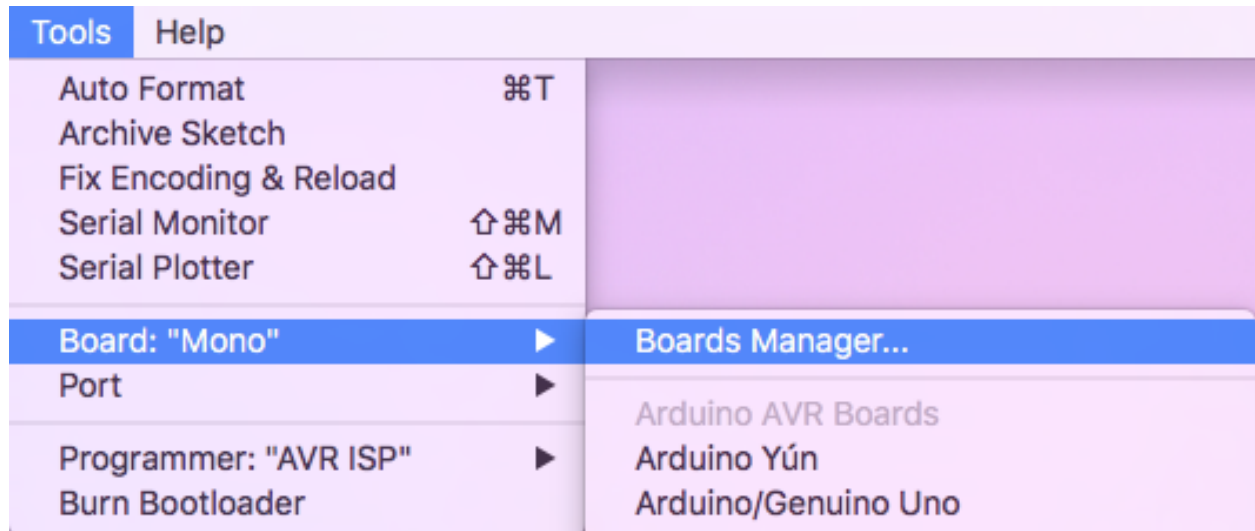 Tools Help
Auto Format ⌘T
Archive Sketch
Fix Encoding & Reload
Serial Monitor ⇧⌘M
Serial Plotter ⇧⌘L
Board: "Mono" ▶
Port ▶
Programmer: "AVR ISP" ▶
Burn Bootloader
Boards Manager...
Arduino AVR Boards
Arduino Yún
Arduino/Genuino Uno